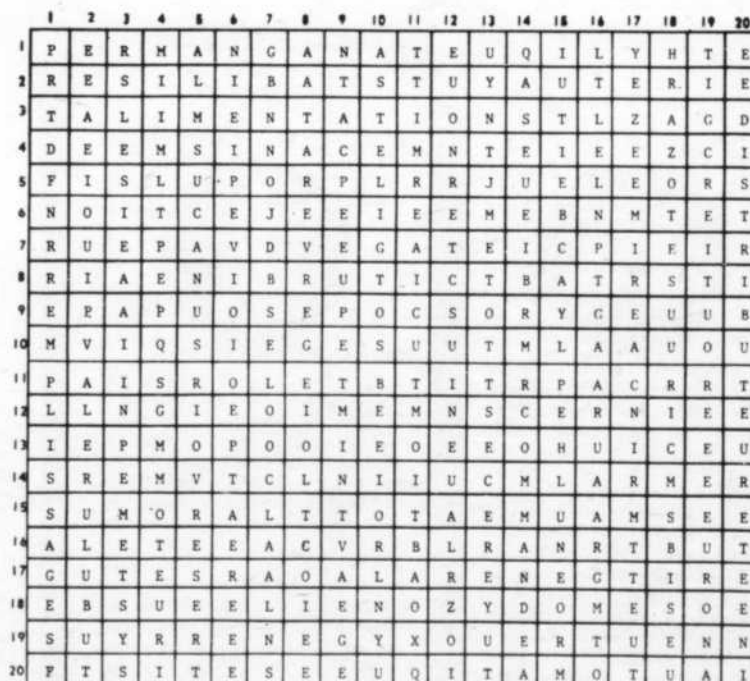 1 2 3 4 5 6 7 8 9 10 11 12 13 14 15 16 17 18 19 20
1 P E R M A N G A N A T E U Q I L Y H T E
2 R E S I L I B A T S T U Y A U T E R I E
3 T A L I M E N T A T I O N S T L Z A G D
4 D E E M S I N A C E M N T E I E E Z C I
5 F I S L U P O R P L R R J U E L E O R S
6 N O I T C E J E E I E E M E B N M T E T
7 R U E P A V D V E G A T E I C P I E I R
8 R I A E N I B R U T I C T B A T R S T I
9 E P A P U O S E P O C S O R Y G E U U B
10 M V I Q S I E G E S U U T M L A A U O U
11 P A I S R O L E T B T I T R P A C R R T
12 L L N G I E O I M E M N S C E R N I E E
13 I E P M O P O O I E O E E O H U I C E U
14 S R E M V T C L N I I U C M L A R M E R
15 S U M O R A L T T O T A E M U A M S E E
16 A L E T E E A C V R B L R A N R T B U T
17 G U T E S R A O A L A R E N E G T I R E
18 E B S U E E L I E N O Z Y D O M E S O E
19 S U Y R R E N E G Y X O U E R T U E N N
20 F T S I T E S E E U Q I T A M O T U A I